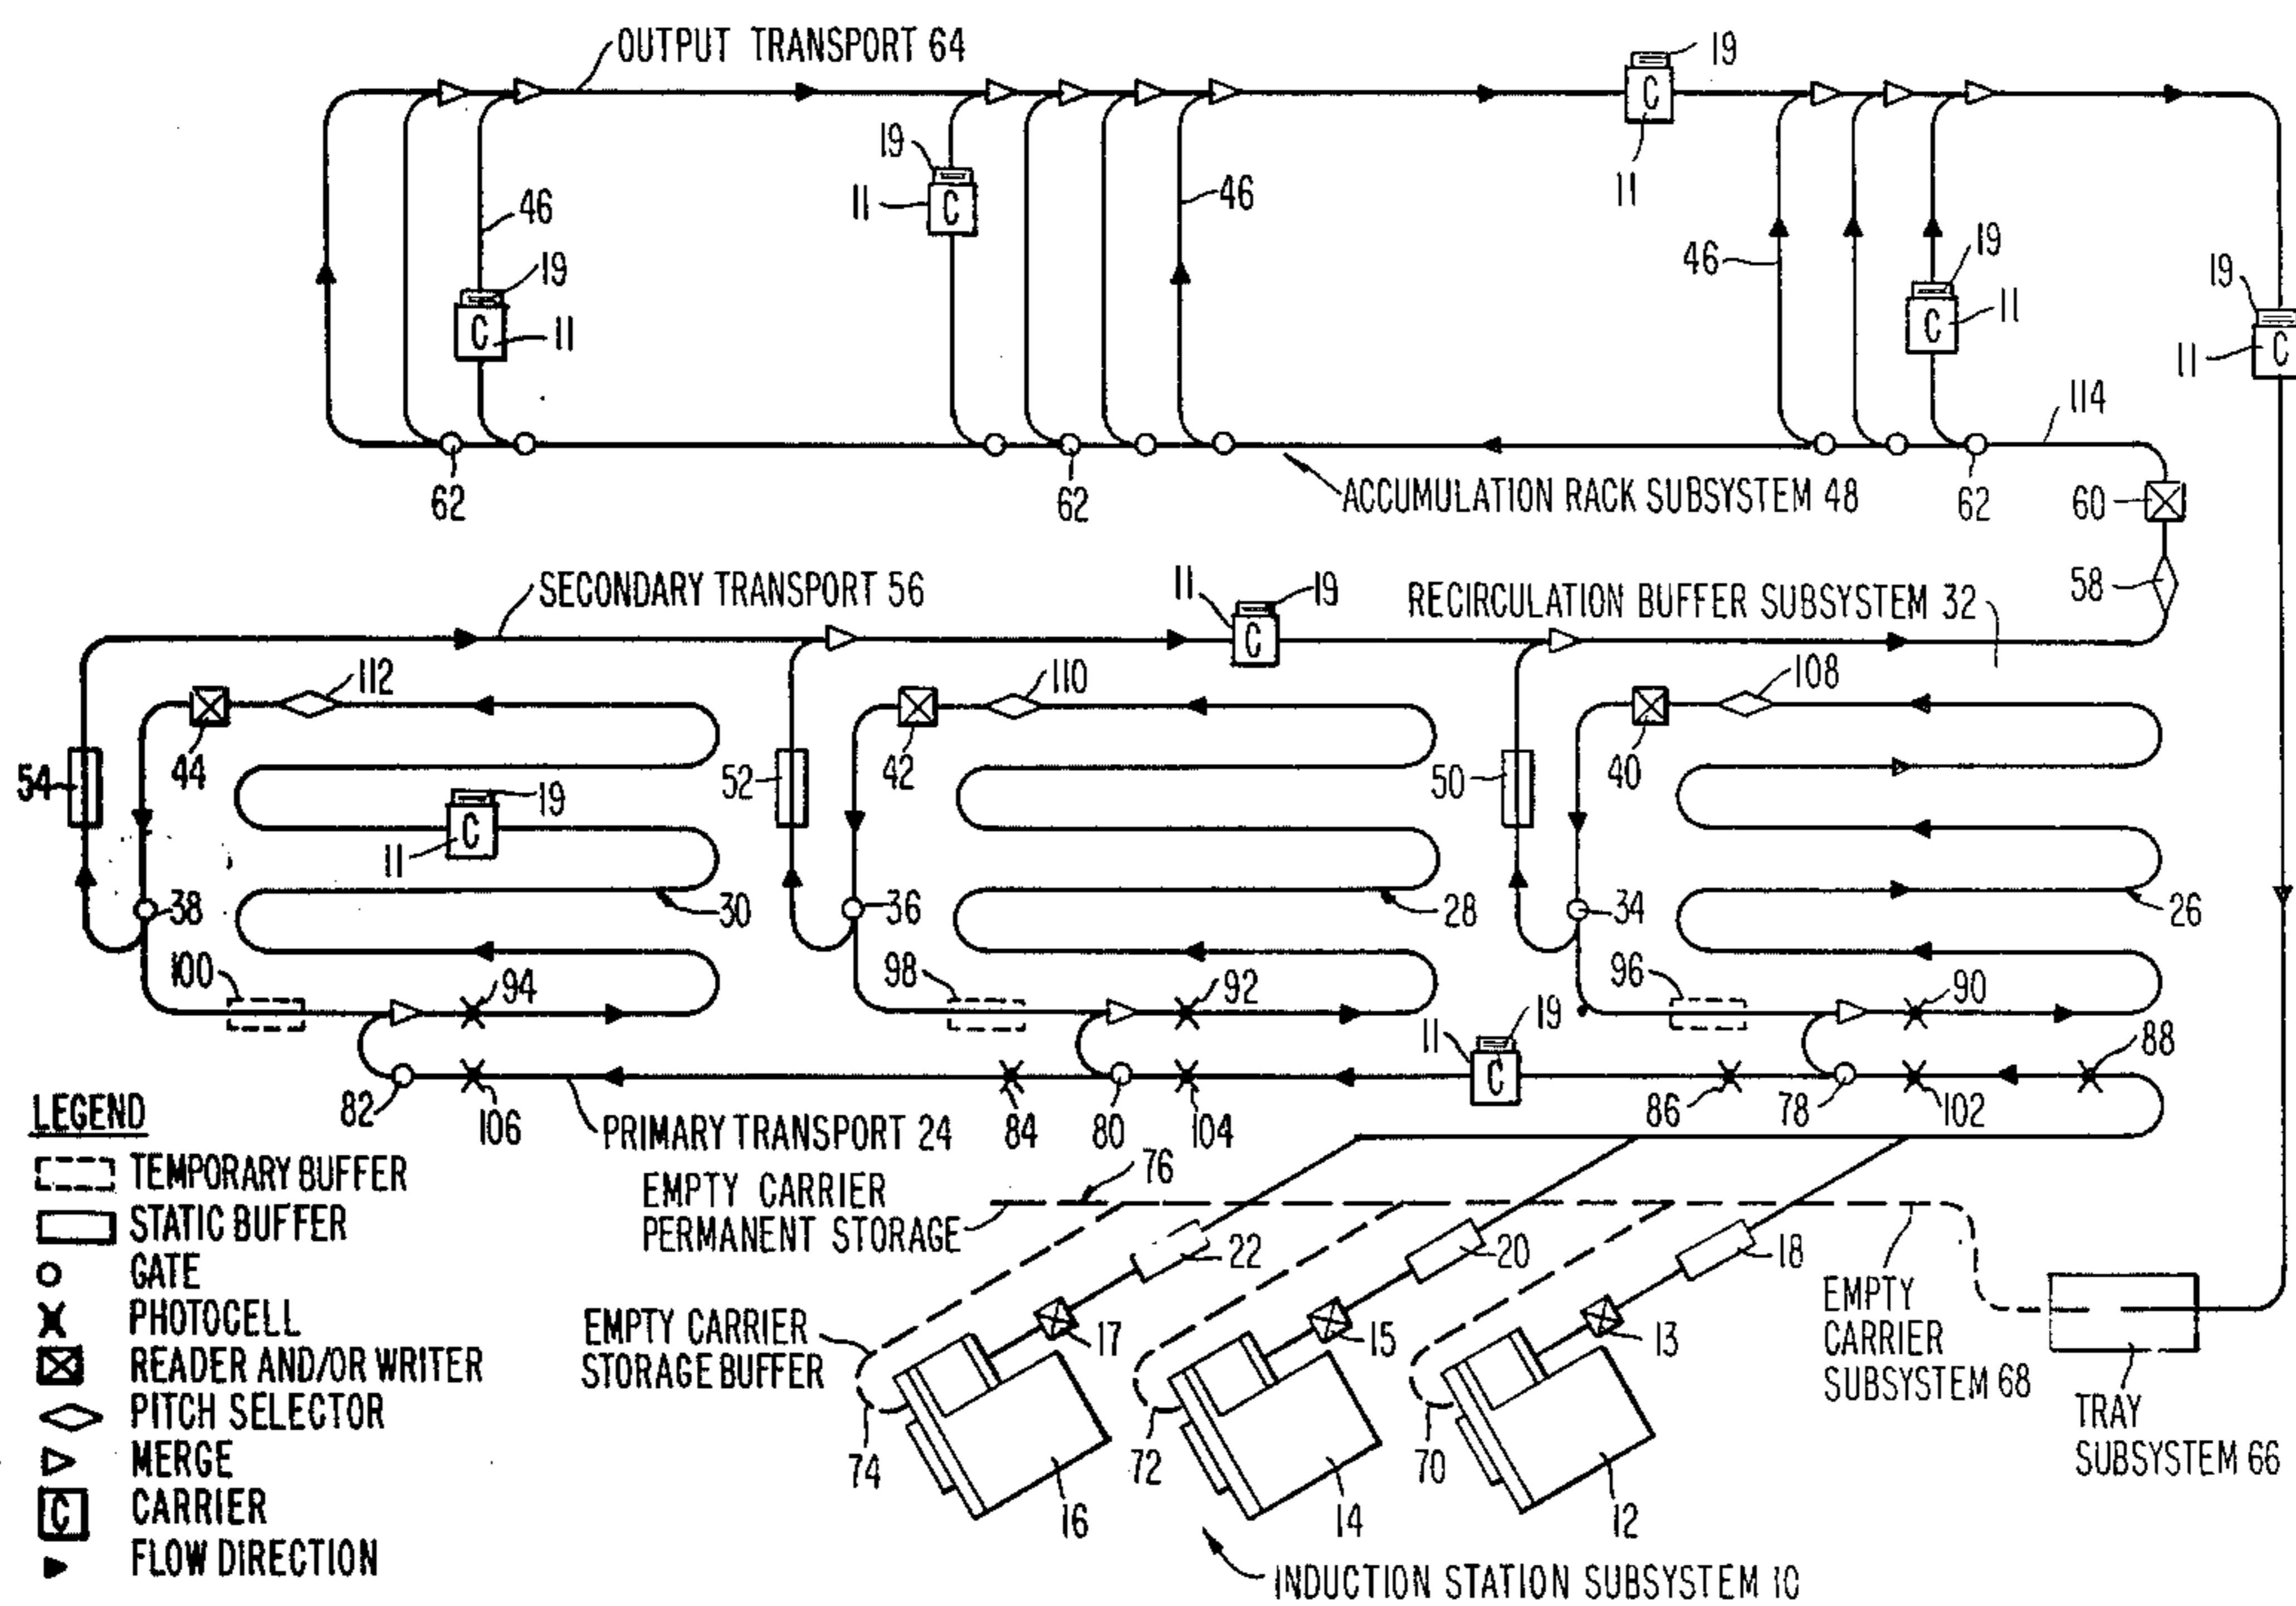 OUTPUT TRANSPORT 64
19
C
11
19
11 C
46
46
19
C 11
46
19
C 11
19
11 C
114
62
62
62
ACCUMULATION RACK SUBSYSTEM 48
60
58
SECONDARY TRANSPORT 56
11 19
C
RECIRCULATION BUFFER SUBSYSTEM 32
112
110
108
44
42
40
54
52
50
19
C
11
38
30
36
28
34
26
100
94
98
92
96
90
11 19
C
88
82
106
PRIMARY TRANSPORT 24
84
80
104
86
78
102
LEGEND
TEMPORARY BUFFER
STATIC BUFFER
GATE
PHOTOCELL
READER AND/OR WRITER
PITCH SELECTOR
MERGE
C CARRIER
FLOW DIRECTION
76
EMPTY CARRIER
PERMANENT STORAGE
22
20
18
EMPTY CARRIER
STORAGE BUFFER
17
15
13
EMPTY
CARRIER
SUBSYSTEM 68
TRAY
SUBSYSTEM 66
74
72
70
16
14
12
INDUCTION STATION SUBSYSTEM 10